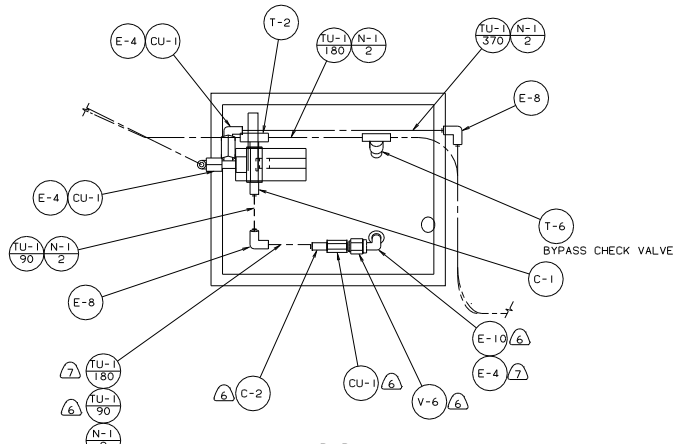 T-2
E-4 CU-1
TU-1 N-1
180 2
TU-1 N-1
370 2
E-8
E-4 CU-1
T-6
BYPASS CHECK VALVE
TU-1 N-1
90 2
C-1
E-8
E-10 6
7 TU-1
180
6 C-2
CU-1 6
V-6 6
E-4 7
6 TU-1
90
N-1